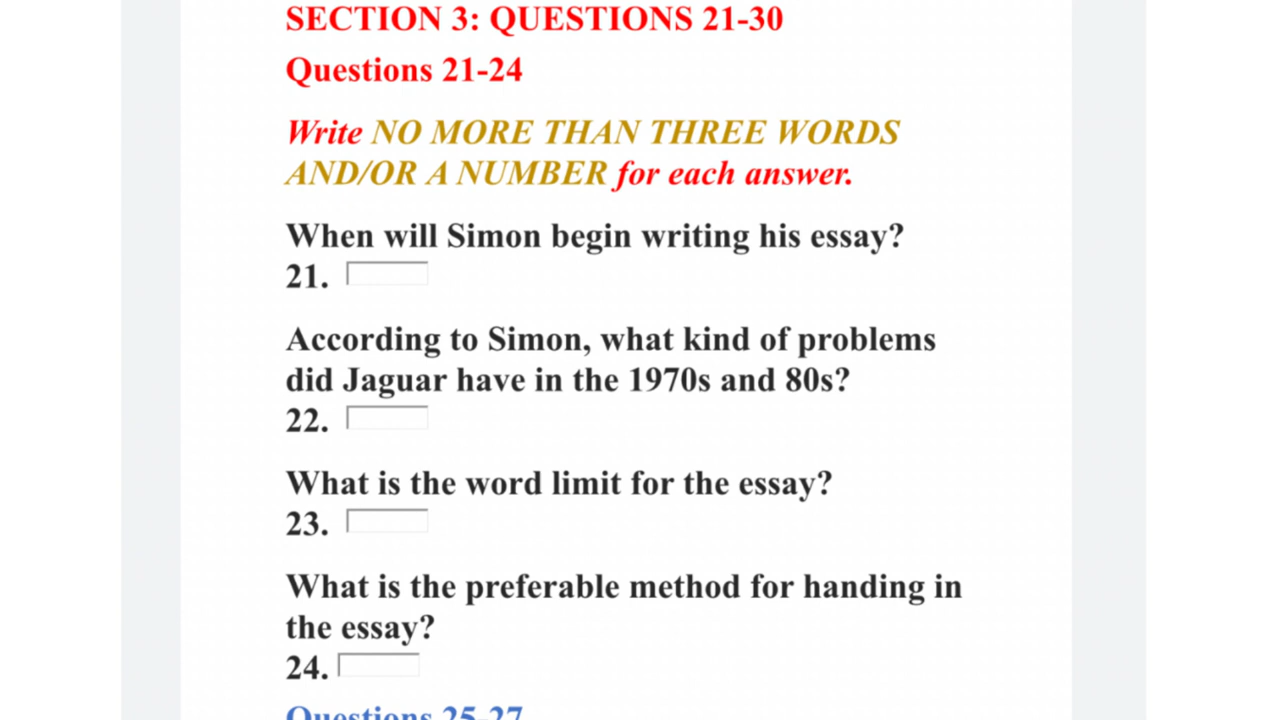 SECTION 3: QUESTIONS 21-30
Questions 21-24
Write NO MORE THAN THREE WORDS
AND/OR A NUMBER for each answer.
When will Simon begin writing his essay?
21.
According to Simon, what kind of problems
did Jaguar have in the 1970s and 80s?
22.
What is the word limit for the essay?
23.
What is the preferable method for handing in
the essay?
24.
Questions 25-27